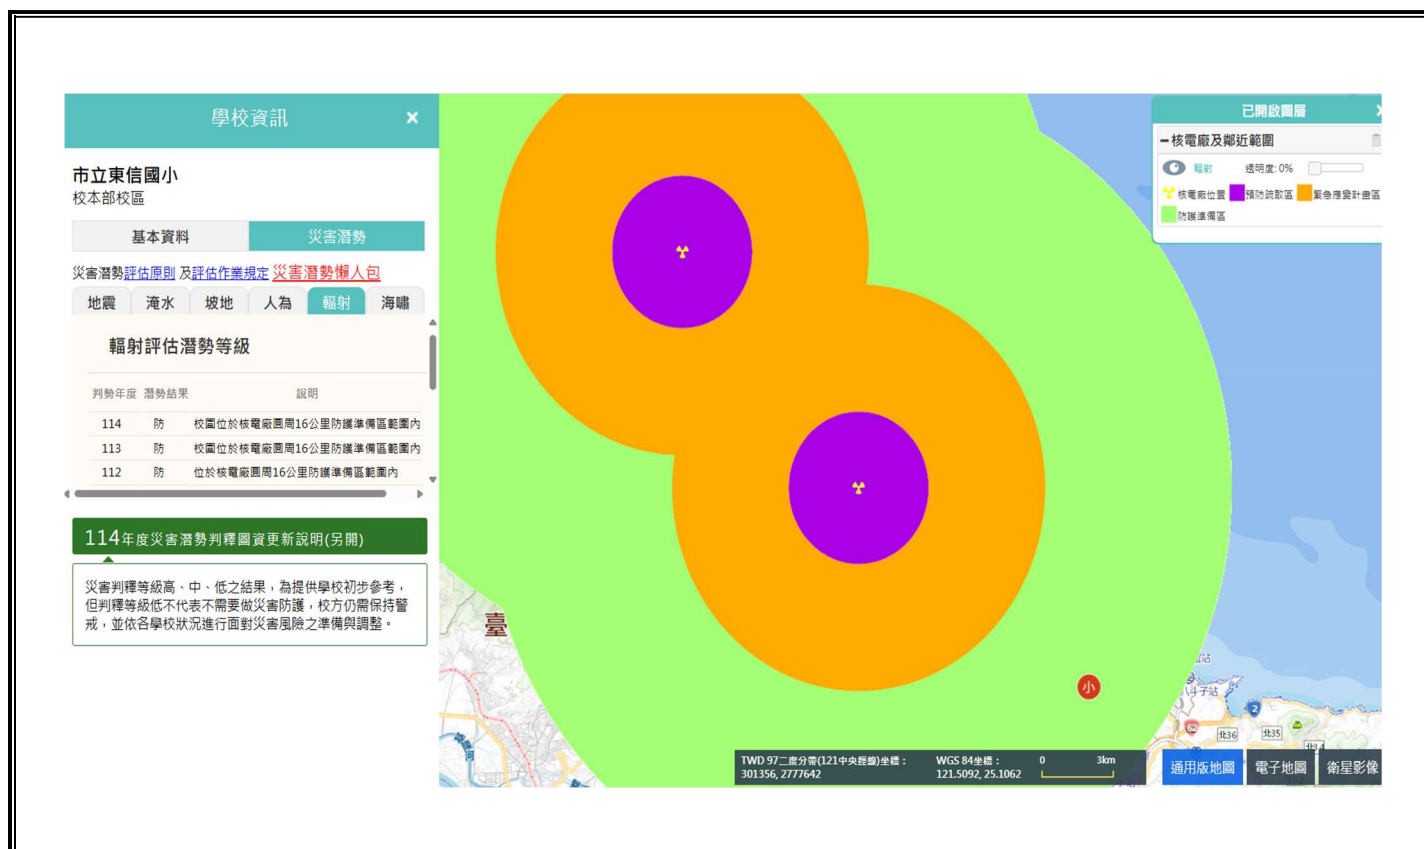 學校資訊
市立東信國小
校本部校區
基本資料
災害潛勢
災害潛勢評估原則 及評估作業規定 災害潛勢懶人包
地震 淹水 坡地 人為 輻射 海嘯
輻射評估潛勢等級
判勢年度 潛勢結果 說明
114 防 校園位於核電廠圓周16公里防護準備區範圍內
113 防 校園位於核電廠圓周16公里防護準備區範圍內
112 防 位於核電廠圓周16公里防護準備區範圍內
114年度災害潛勢判釋圖資更新說明(另開)
災害判釋等級高、中、低之結果，為提供學校初步參考，
但判釋等級低不代表不需要做災害防護，校方仍需保持警
戒，並依各學校狀況進行面對災害風險之準備與調整。
已開啟圖層
核電廠及鄰近範圍
輻射 透明度: 0%
核電廠位置 預防疏散區 緊急應變計畫區
防護準備區
臺
小
斗子站
2
北36
北35
TWD 97二度分帶(121中央經線)坐標：
301356, 2777642
WGS 84坐標：
121.5092, 25.1062
0 3km
通用版地圖 電子地圖 衛星影像